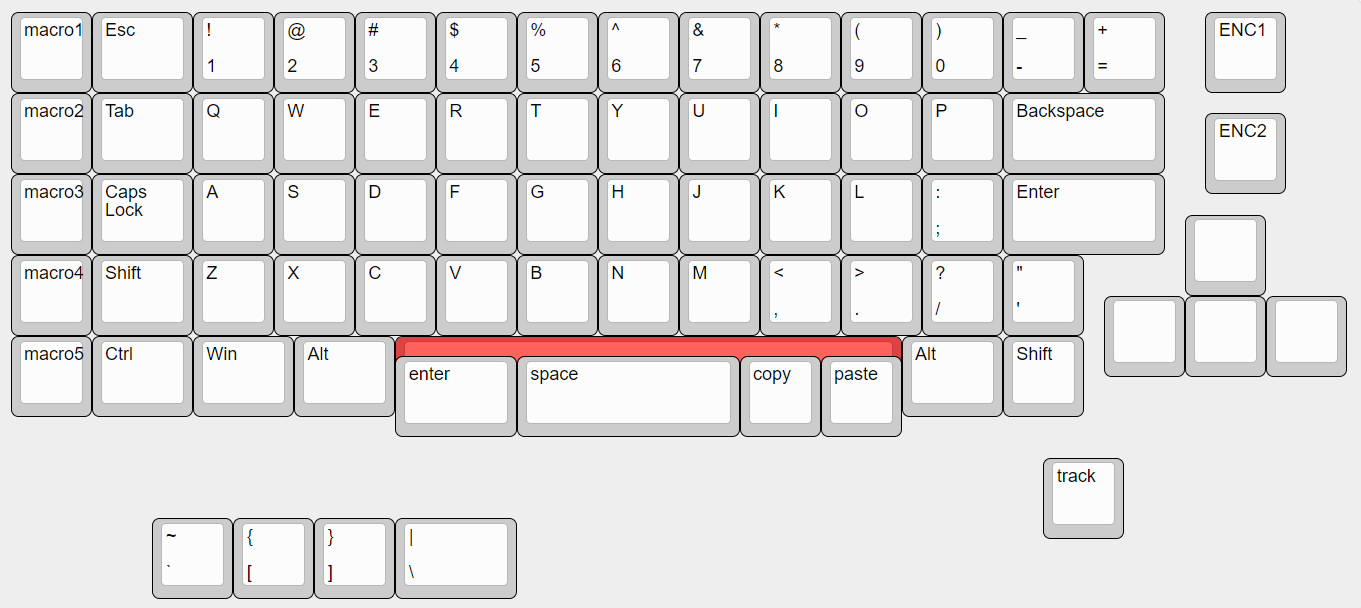 macro1 Esc ! @ # $ % ^ & * ( ) _ + ENC1
1 2 3 4 5 6 7 8 9 0 - =
macro2 Tab Q W E R T Y U I O P Backspace
ENC2
macro3 Caps Lock A S D F G H J K L : Enter
;
macro4 Shift Z X C V B N M < > ? "
, . / '
macro5 Ctrl Win Alt Alt Shift
enter space copy paste
track
~ { } |
` [ ] \